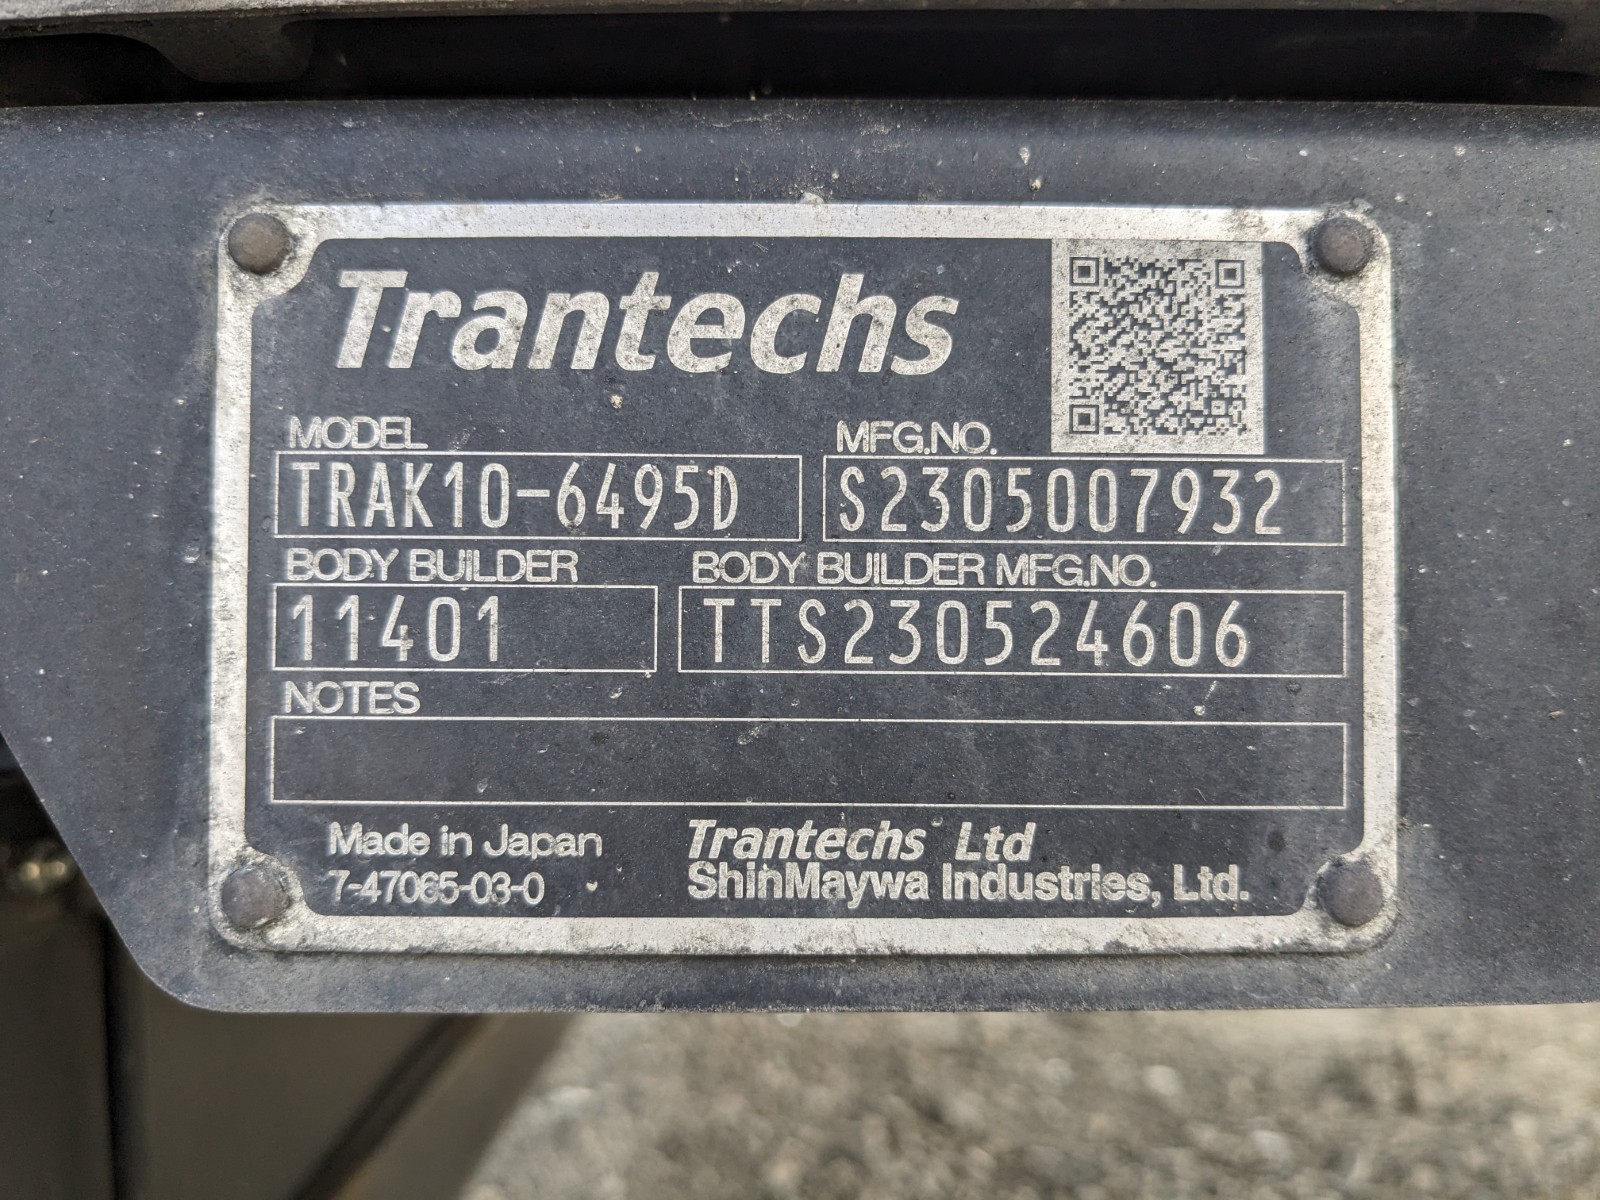 Trantechs
MODEL MFG.NO.
TRAK10-6495D S2305007932
BODY BUILDER BODY BUILDER MFG.NO.
11401 TTS230524606
NOTES
Made in Japan Trantechs Ltd
7-47065-03-0 ShinMaywa Industries, Ltd.